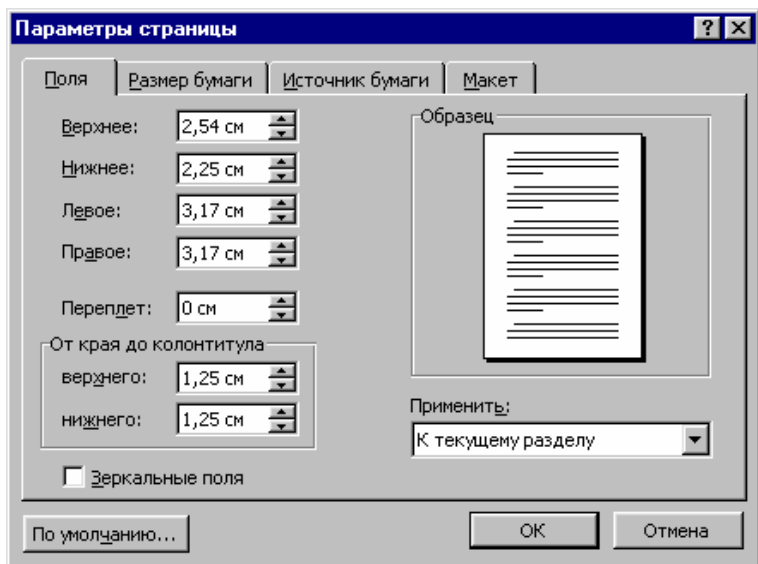 Параметры страницы
Поля Размер бумаги Источник бумаги Макет
Верхнее: 2,54 см
Нижнее: 2,25 см
Левое: 3,17 см
Правое: 3,17 см
Переплет: 0 см
От края до колонтитула
верхнего: 1,25 см
нижнего: 1,25 см
Зеркальные поля
Образец
Применить:
К текущему разделу
По умолчанию... ОК Отмена